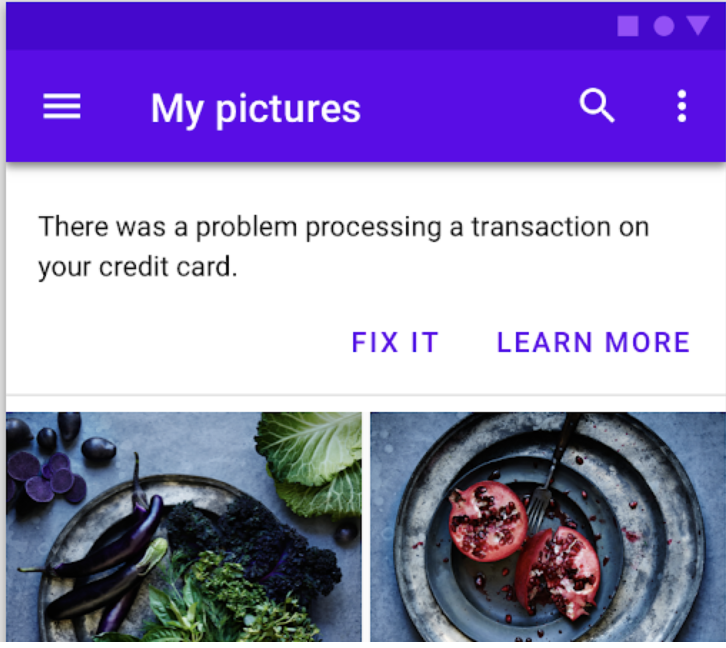 My pictures
There was a problem processing a transaction on
your credit card.
FIX IT LEARN MORE